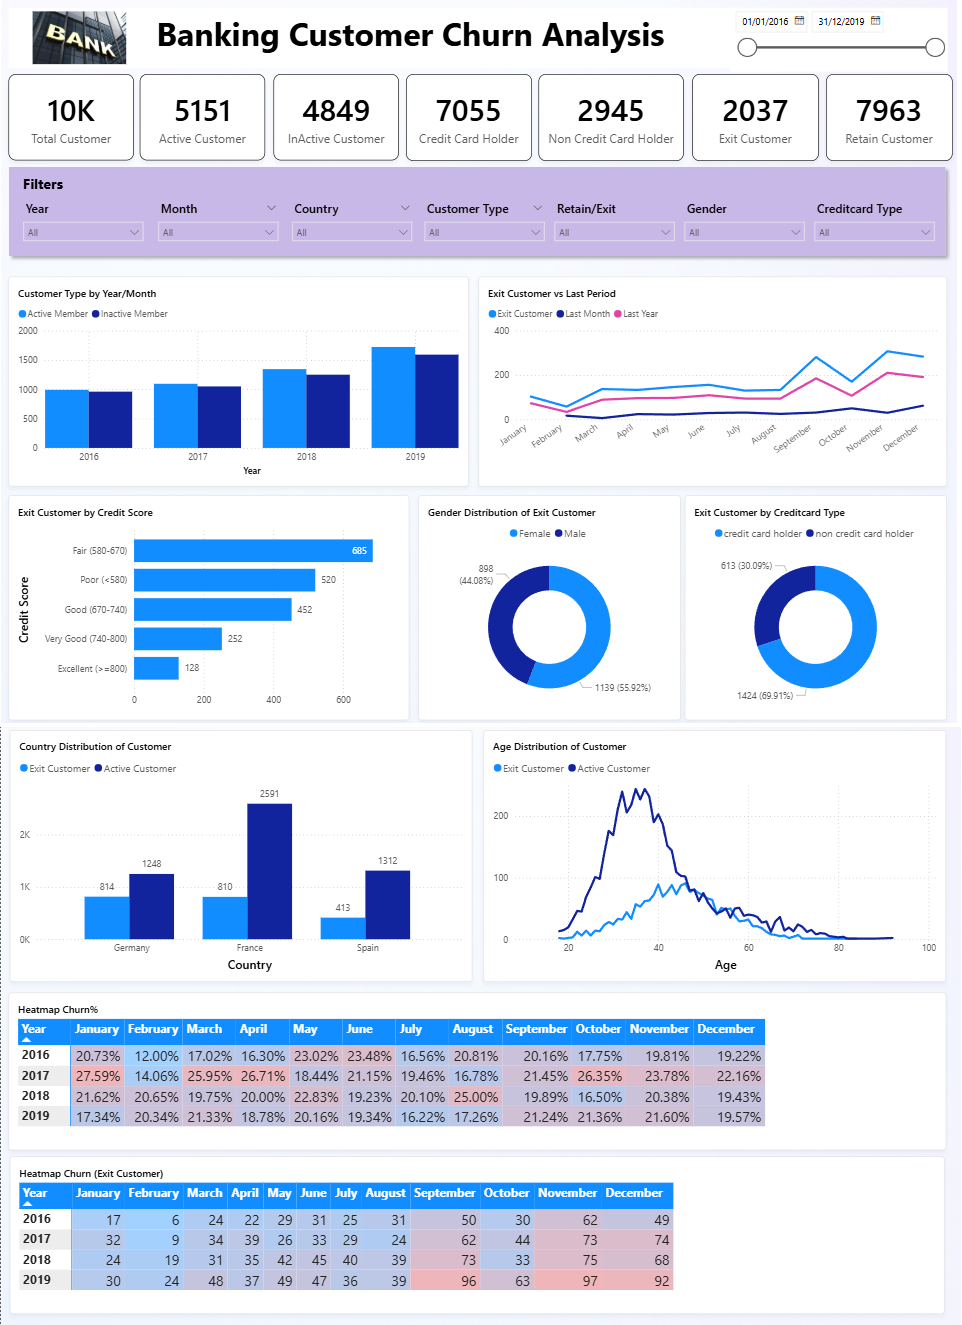 BANK
Banking Customer Churn Analysis
01/01/2016 31/12/2019
10K 5151 4849 7055 2945 2037 7963
Total Customer Active Customer InActive Customer Credit Card Holder Non Credit Card Holder Exit Customer Retain Customer
Filters
Year Month Country Customer Type Retain/Exit Gender Creditcard Type
All All All All All All All
Customer Type by Year/Month
Active Member Inactive Member
2000
1500
1000
500
0
2016 2017 2018 2019
Year
Exit Customer vs Last Period
Exit Customer Last Month Last Year
400
200
0
January February March April May June July August September October November December
Exit Customer by Credit Score
Credit Score
Fair (580-670) 685
Poor (<580) 520
Good (670-740) 452
Very Good (740-800) 252
Excellent (>=800) 128
0 200 400 600
Gender Distribution of Exit Customer
Female Male
898
(44.08%)
1139 (55.92%)
Exit Customer by Creditcard Type
credit card holder non credit card holder
613 (30.09%)
1424 (69.91%)
Country Distribution of Customer
Exit Customer Active Customer
2K
1K
0K
814 1248 810 2591 413 1312
Germany France Spain
Country
Age Distribution of Customer
Exit Customer Active Customer
200
100
0
20 40 60 80 100
Age
Heatmap Churn%
Year January February March April May June July August September October November December
2016 20.73% 12.00% 17.02% 16.30% 23.02% 23.48% 16.56% 20.81% 20.16% 17.75% 19.81% 19.22%
2017 27.59% 14.06% 25.95% 26.71% 18.44% 21.15% 19.46% 16.78% 21.45% 26.35% 23.78% 22.16%
2018 21.62% 20.65% 19.75% 20.00% 22.83% 19.23% 20.10% 25.00% 19.89% 16.50% 20.38% 19.43%
2019 17.34% 20.34% 21.33% 18.78% 20.16% 19.34% 16.22% 17.26% 21.24% 21.36% 21.60% 19.57%
Heatmap Churn (Exit Customer)
Year January February March April May June July August September October November December
2016 17 6 24 22 29 31 25 31 50 30 62 49
2017 32 9 34 39 26 33 29 24 62 44 73 74
2018 24 19 31 35 42 45 40 39 73 33 75 68
2019 30 24 48 37 49 47 36 39 96 63 97 92